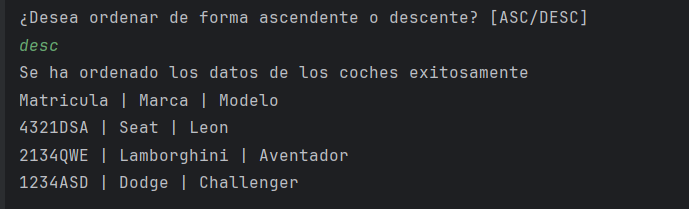 ¿Desea ordenar de forma ascendente o descente? [ASC/DESC]
desc
Se ha ordenado los datos de los coches exitosamente
Matricula | Marca | Modelo
4321DSA | Seat | Leon
2134QWE | Lamborghini | Aventador
1234ASD | Dodge | Challenger